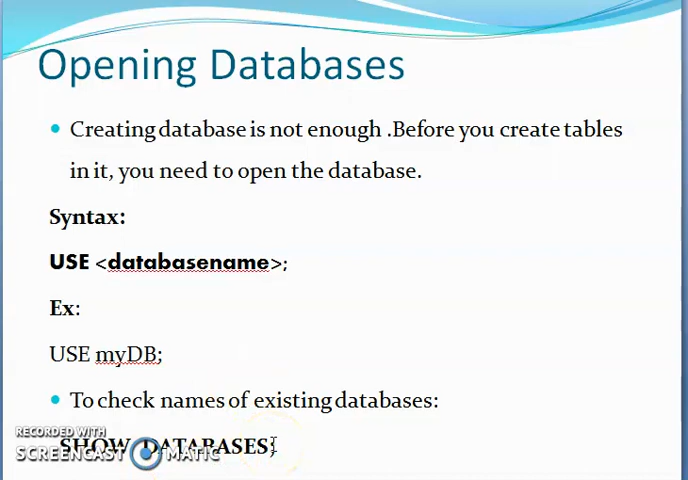 Opening Databases
Creating database is not enough .Before you create tables
in it, you need to open the database.
Syntax:
USE <databasename>;
Ex:
USE myDB;
To check names of existing databases:
SHOW DATABASES;
RECORDED WITH
SCREENCAST MATIC